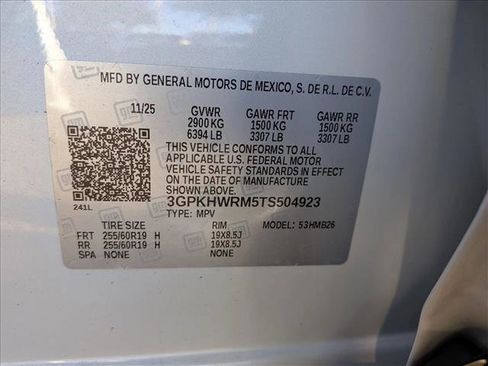 MFD BY GENERAL MOTORS DE MEXICO, S. DE R.L. DE C.V.
11/25 GVWR GAWR FRT GAWR RR
2900 KG 1500 KG 1500 KG
6394 LB 3307 LB 3307 LB
THIS VEHICLE CONFORMS TO ALL
APPLICABLE U.S. FEDERAL MOTOR
VEHICLE SAFETY STANDARDS IN EFFECT
ON THE DATE OF MANUFACTURE
SHOWN ABOVE.
241L 3GPKHWRM5TS504923
TYPE: MPV MODEL: 53HMB26
TIRE SIZE RIM
FRT 255/60R19 H 19X8.5J
RR 255/60R19 H 19X8.5J
SPA NONE NONE